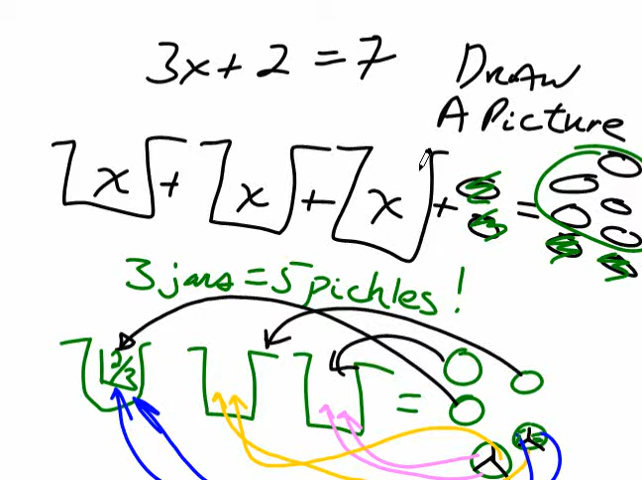 3x + 2 = 7
Draw
A Picture
x + x + x + =
3 jars = 5 pickles!
2/3 =